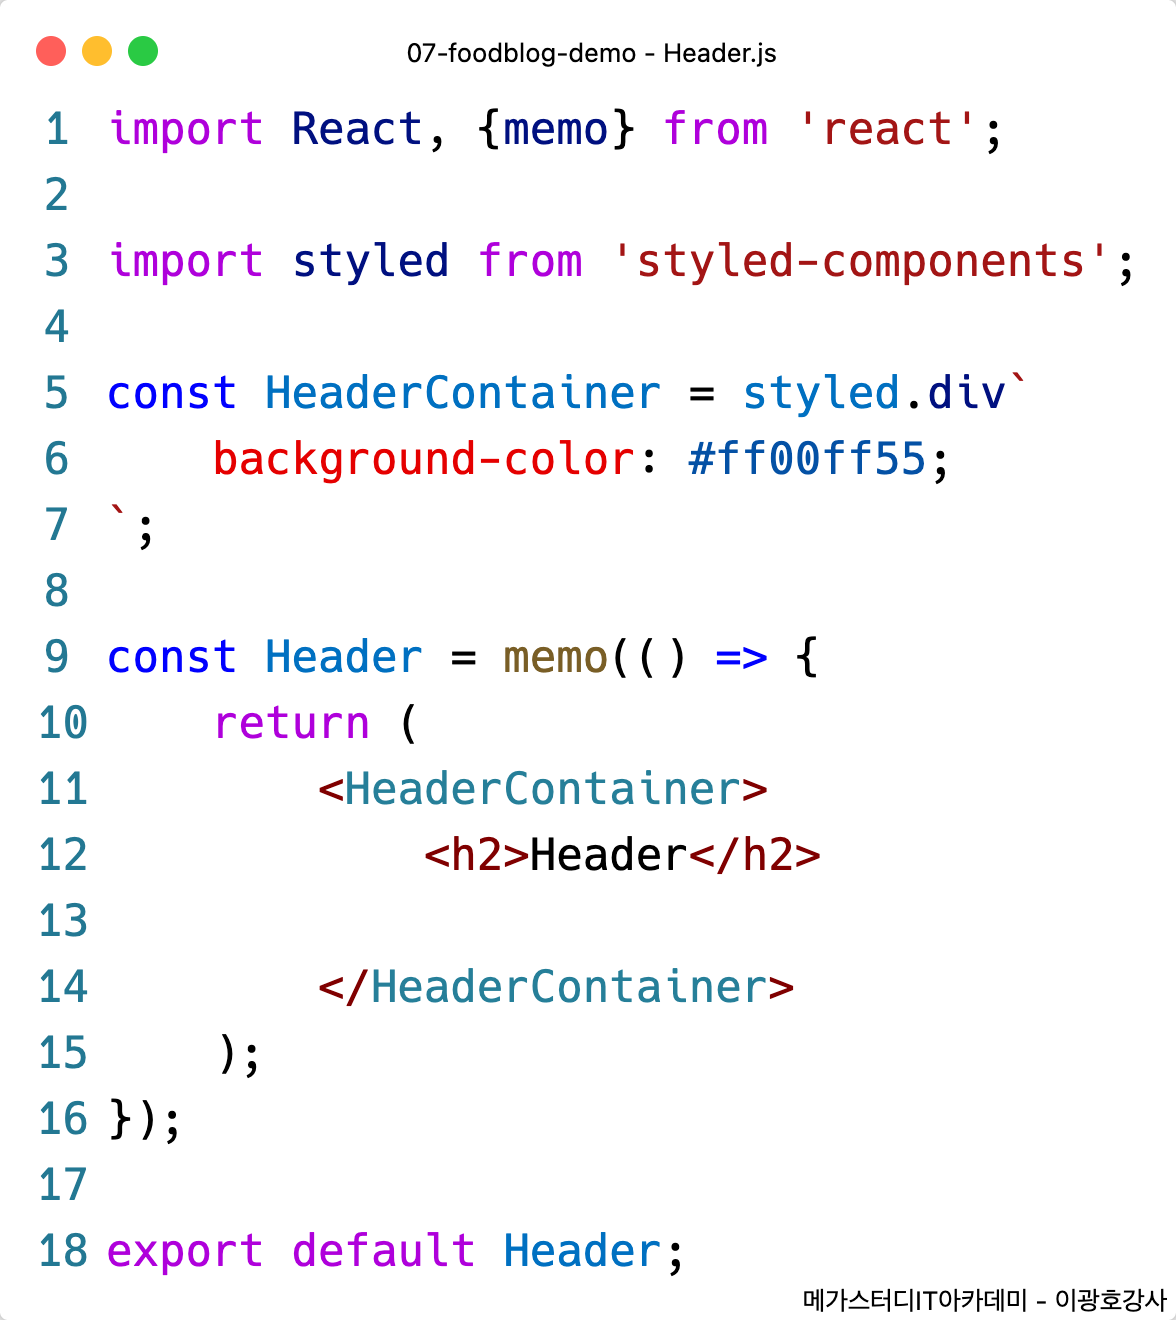 07-foodblog-demo - Header.js
1 import React, {memo} from 'react';
2
3 import styled from 'styled-components';
4
5 const HeaderContainer = styled.div`
6     background-color: #ff00ff55;
7 `;
8
9 const Header = memo(() => {
10     return (
11         <HeaderContainer>
12             <h2>Header</h2>
13
14         </HeaderContainer>
15     );
16 });
17
18 export default Header;
메가스터디IT아카데미 - 이광호강사